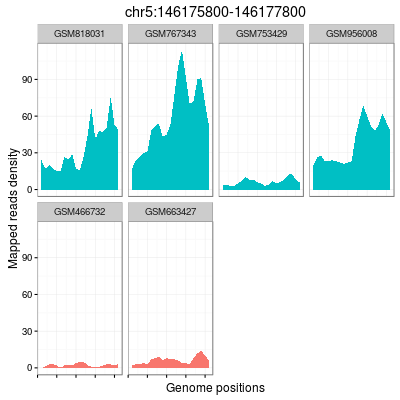 chr5:146175800-146177800
GSM818031 GSM767343 GSM753429 GSM956008
90
60
30
0
GSM466732 GSM663427
90
60
30
0
Mapped reads density
Genome positions